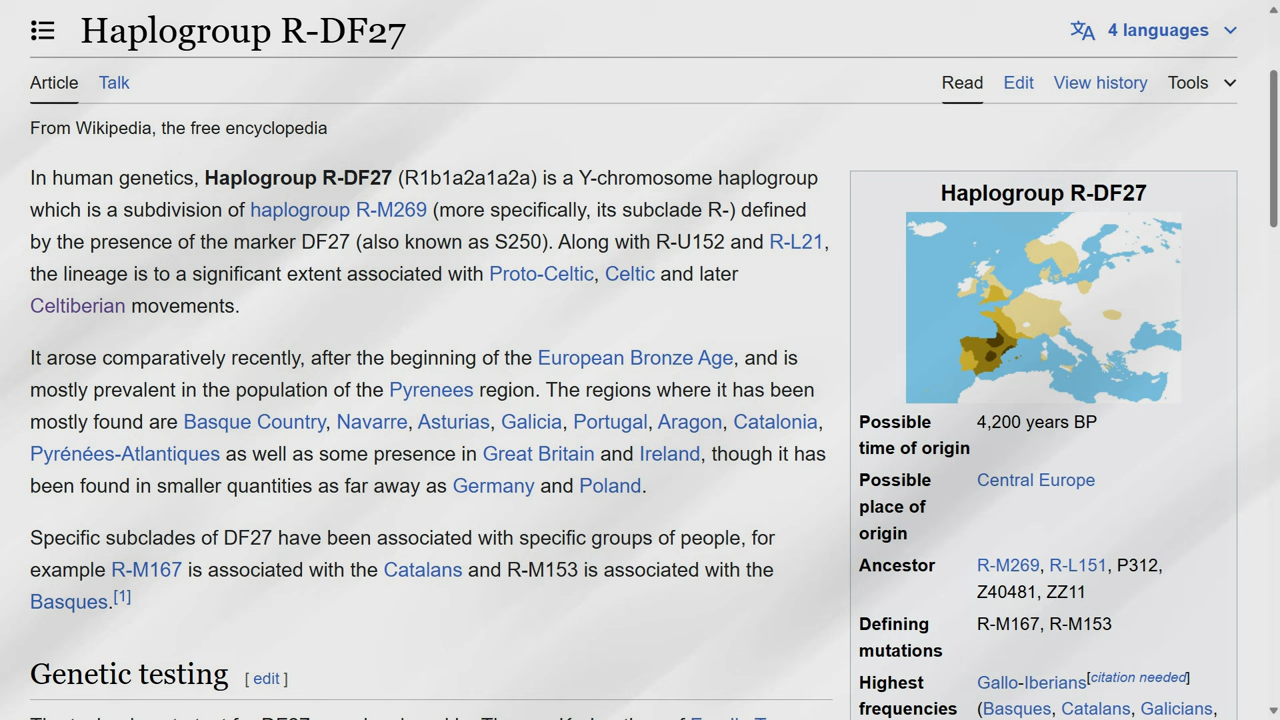 Haplogroup R-DF27
4 languages
Article Talk Read Edit View history Tools
From Wikipedia, the free encyclopedia
In human genetics, Haplogroup R-DF27 (R1b1a2a1a2a) is a Y-chromosome haplogroup
which is a subdivision of haplogroup R-M269 (more specifically, its subclade R-) defined
by the presence of the marker DF27 (also known as S250). Along with R-U152 and R-L21,
the lineage is to a significant extent associated with Proto-Celtic, Celtic and later
Celtiberian movements.
It arose comparatively recently, after the beginning of the European Bronze Age, and is
mostly prevalent in the population of the Pyrenees region. The regions where it has been
mostly found are Basque Country, Navarre, Asturias, Galicia, Portugal, Aragon, Catalonia,
Pyrénées-Atlantiques as well as some presence in Great Britain and Ireland, though it has
been found in smaller quantities as far away as Germany and Poland.
Specific subclades of DF27 have been associated with specific groups of people, for
example R-M167 is associated with the Catalans and R-M153 is associated with the
Basques.[1]
Genetic testing [ edit ]
Haplogroup R-DF27
Possible 4,200 years BP
time of origin
Possible Central Europe
place of
origin
Ancestor R-M269, R-L151, P312,
Z40481, ZZ11
Defining R-M167, R-M153
mutations
Highest Gallo-Iberians[citation needed]
frequencies (Basques, Catalans, Galicians,